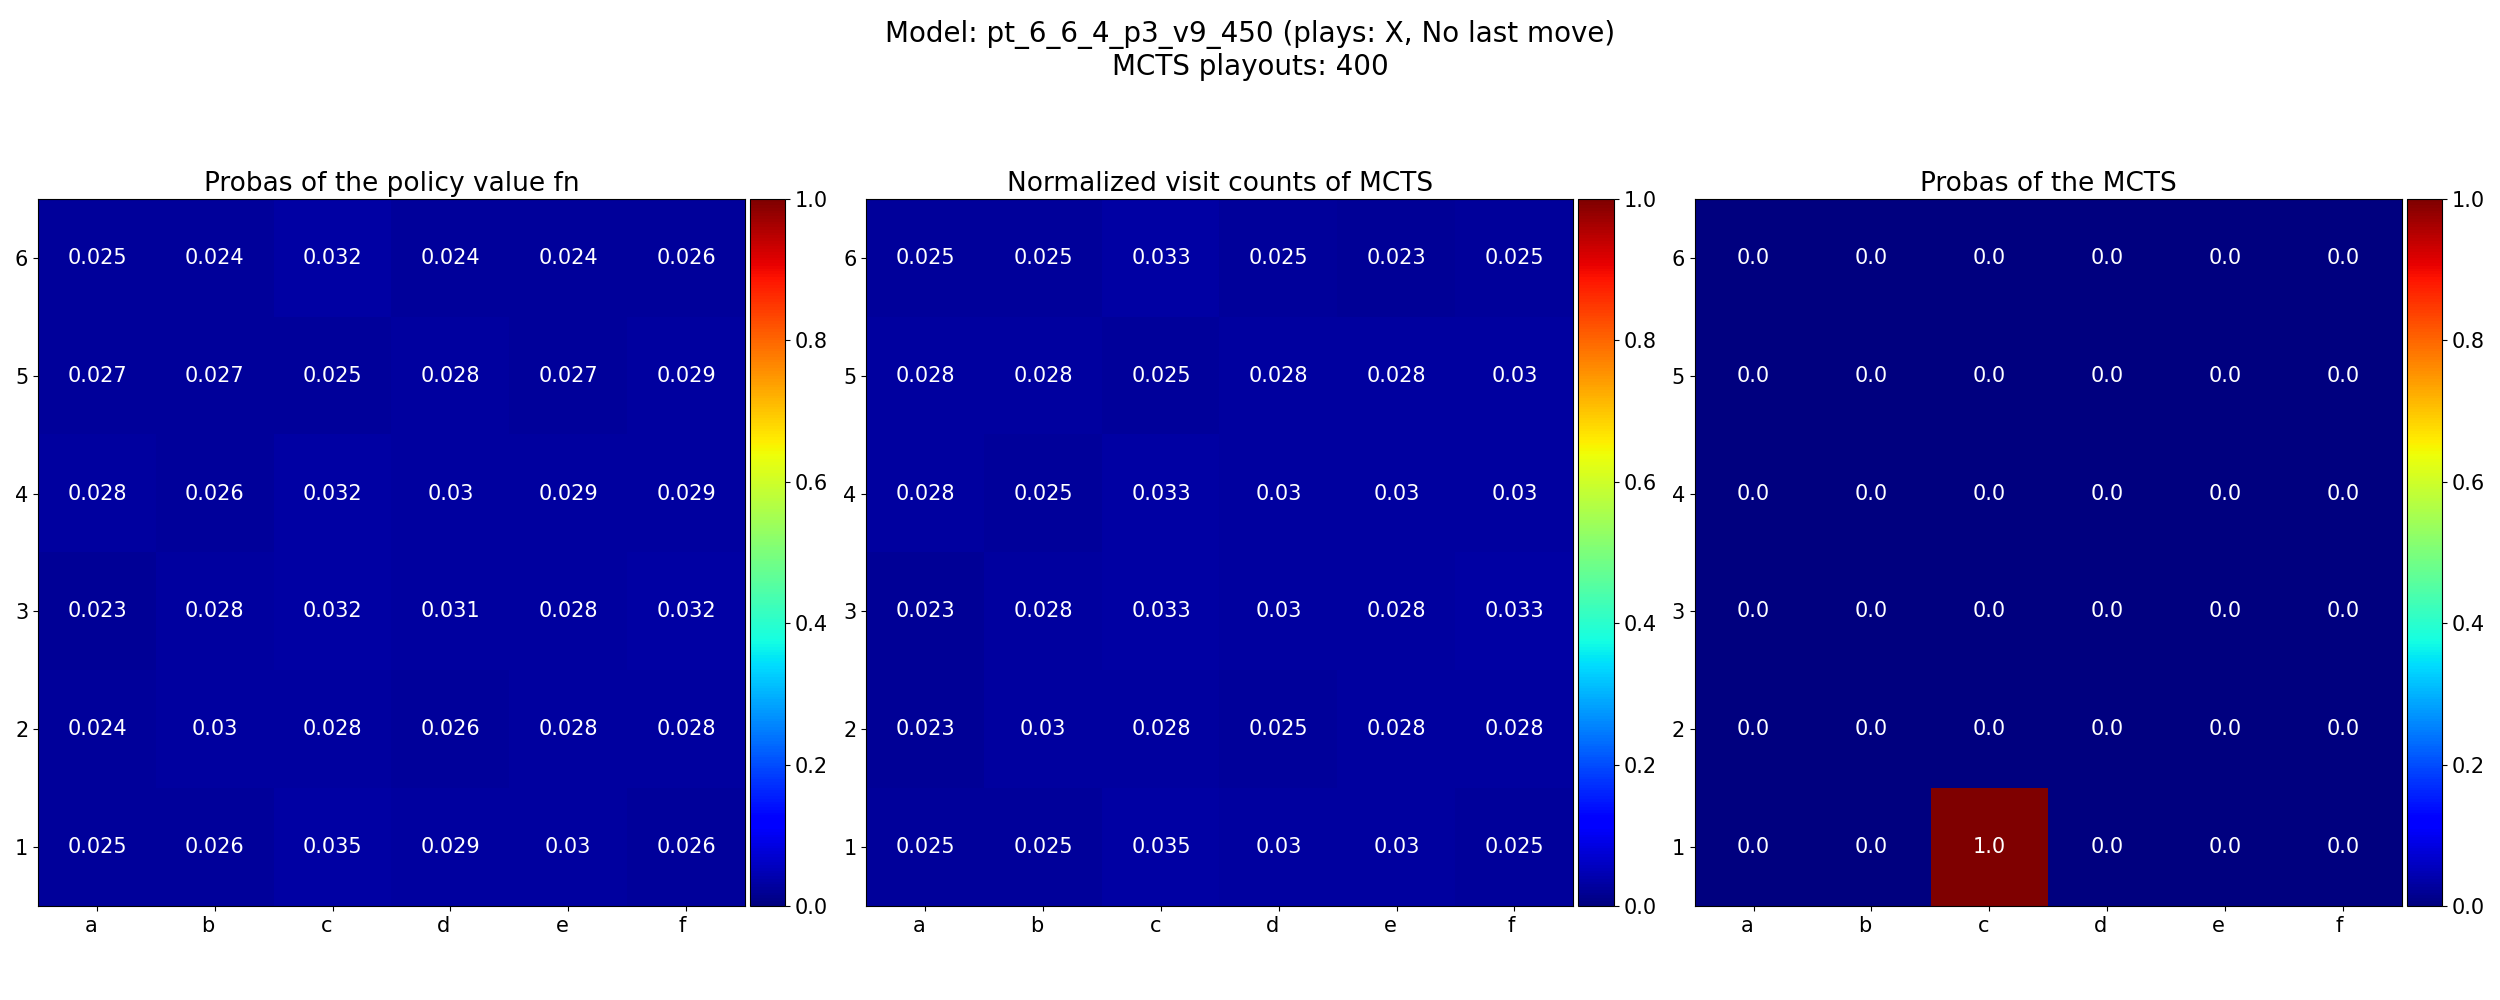 Model: pt_6_6_4_p3_v9_450 (plays: X, No last move)
MCTS playouts: 400
Probas of the policy value fn
6 0.025 0.024 0.032 0.024 0.024 0.026
5 0.027 0.027 0.025 0.028 0.027 0.029
4 0.028 0.026 0.032 0.03 0.029 0.029
3 0.023 0.028 0.032 0.031 0.028 0.032
2 0.024 0.03 0.028 0.026 0.028 0.028
1 0.025 0.026 0.035 0.029 0.03 0.026
a b c d e f
1.0
0.8
0.6
0.4
0.2
0.0
Normalized visit counts of MCTS
6 0.025 0.025 0.033 0.025 0.023 0.025
5 0.028 0.028 0.025 0.028 0.028 0.03
4 0.028 0.025 0.033 0.03 0.03 0.03
3 0.023 0.028 0.033 0.03 0.028 0.033
2 0.023 0.03 0.028 0.025 0.028 0.028
1 0.025 0.025 0.035 0.03 0.03 0.025
a b c d e f
1.0
0.8
0.6
0.4
0.2
0.0
Probas of the MCTS
6 0.0 0.0 0.0 0.0 0.0 0.0
5 0.0 0.0 0.0 0.0 0.0 0.0
4 0.0 0.0 0.0 0.0 0.0 0.0
3 0.0 0.0 0.0 0.0 0.0 0.0
2 0.0 0.0 0.0 0.0 0.0 0.0
1 0.0 0.0 1.0 0.0 0.0 0.0
a b c d e f
1.0
0.8
0.6
0.4
0.2
0.0